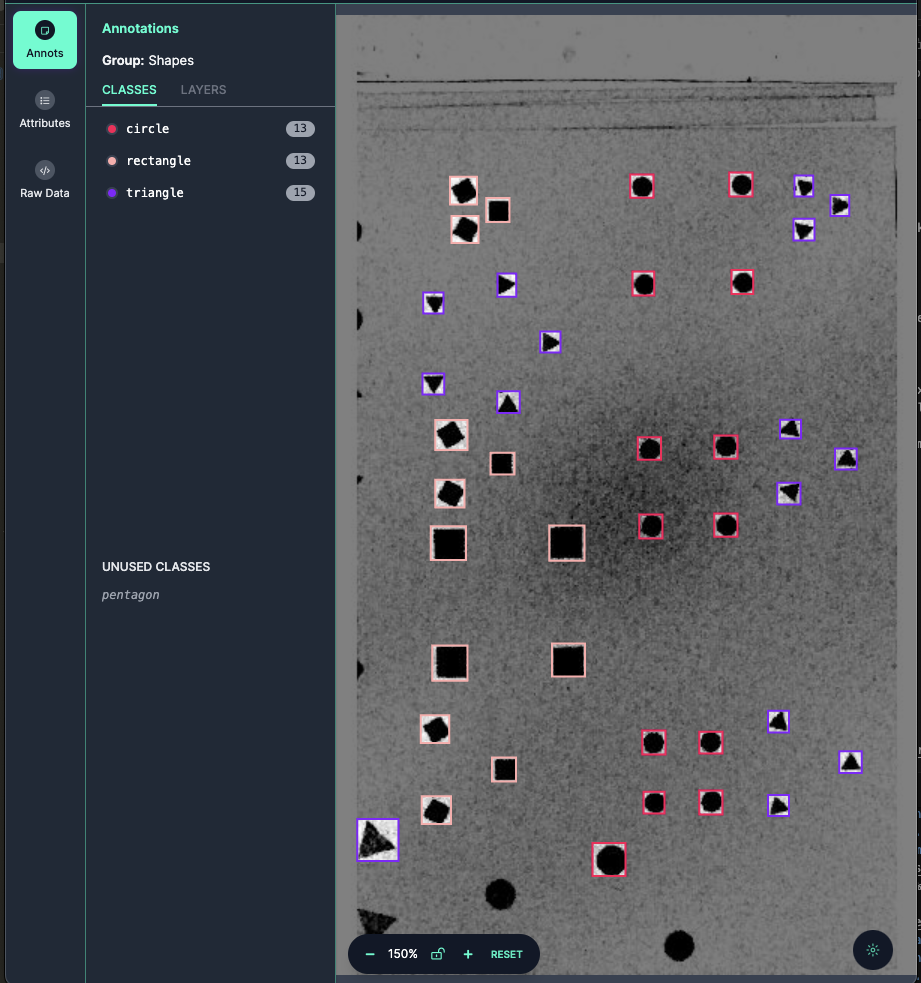 Annots
Attributes
Raw Data
Annotations
Group: Shapes
CLASSES LAYERS
circle 13
rectangle 13
triangle 15
UNUSED CLASSES
pentagon
− 150% + RESET